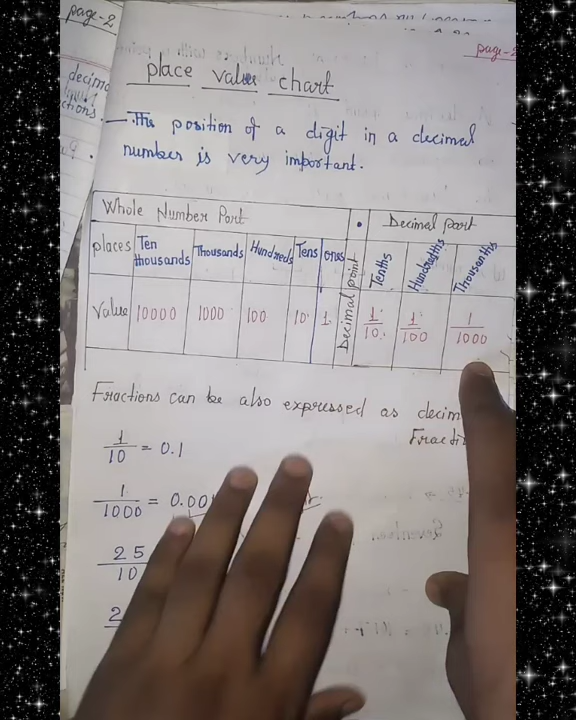 page-2
page-2
decima
ctions.
place value chart
— The position of a digit in a decimal
number is very important.
Whole Number Part • Decimal part
places Ten thousands Thousands Hundreds Tens ones Decimal point Tenths Hundredths Thousanths
Value 10000 1000 100 10 1 1/10 1/100 1/1000
Fractions can be also expressed as decim
Fracti
1/10 = 0.1
1/1000 = 0.00
25/10
2